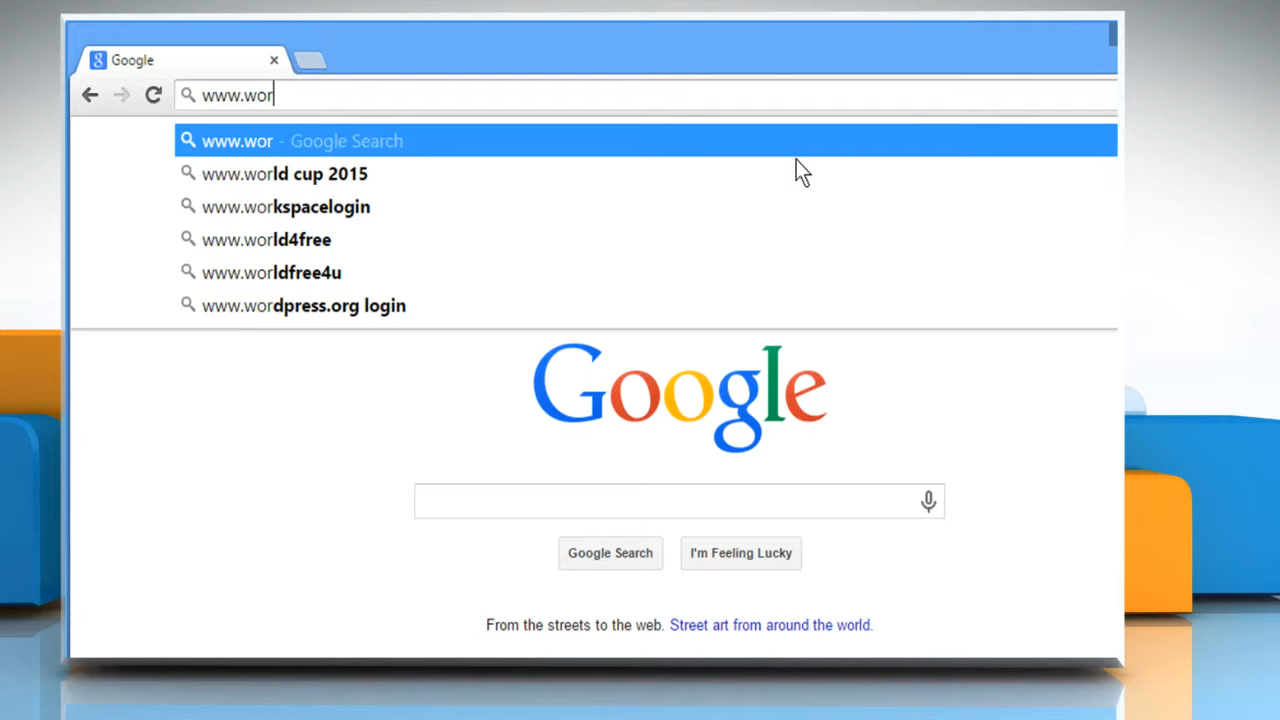 Google
www.wor
www.wor - Google Search
www.world cup 2015
www.workspacelogin
www.world4free
www.worldfree4u
www.wordpress.org login
Google
Google Search I'm Feeling Lucky
From the streets to the web. Street art from around the world.